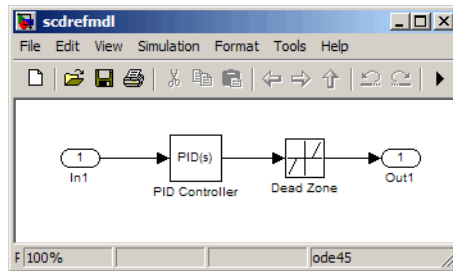 scdrefmdl
File Edit View Simulation Format Tools Help
1 PID(s) 1
In1 PID Controller Dead Zone Out1
F 100% ode45